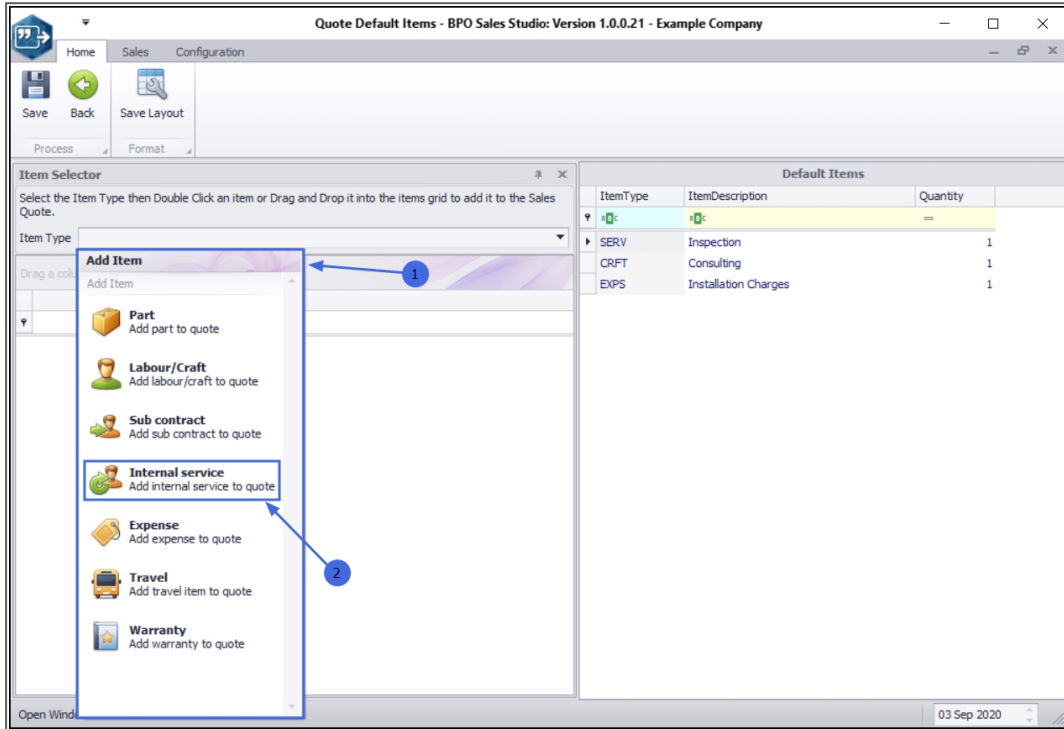 Quote Default Items - BPO Sales Studio: Version 1.0.0.21 - Example Company
Home Sales Configuration
Save Back Save Layout
Process Format
Item Selector
Select the Item Type then Double Click an item or Drag and Drop it into the items grid to add it to the Sales
Quote.
Item Type
Drag a colu
Add Item
Add Item
Part
Add part to quote
Labour/Craft
Add labour/craft to quote
Sub contract
Add sub contract to quote
Internal service
Add internal service to quote
Expense
Add expense to quote
Travel
Add travel item to quote
Warranty
Add warranty to quote
1
2
Default Items
ItemType ItemDescription Quantity
=
SERV Inspection 1
CRFT Consulting 1
EXPS Installation Charges 1
Open Wind
03 Sep 2020